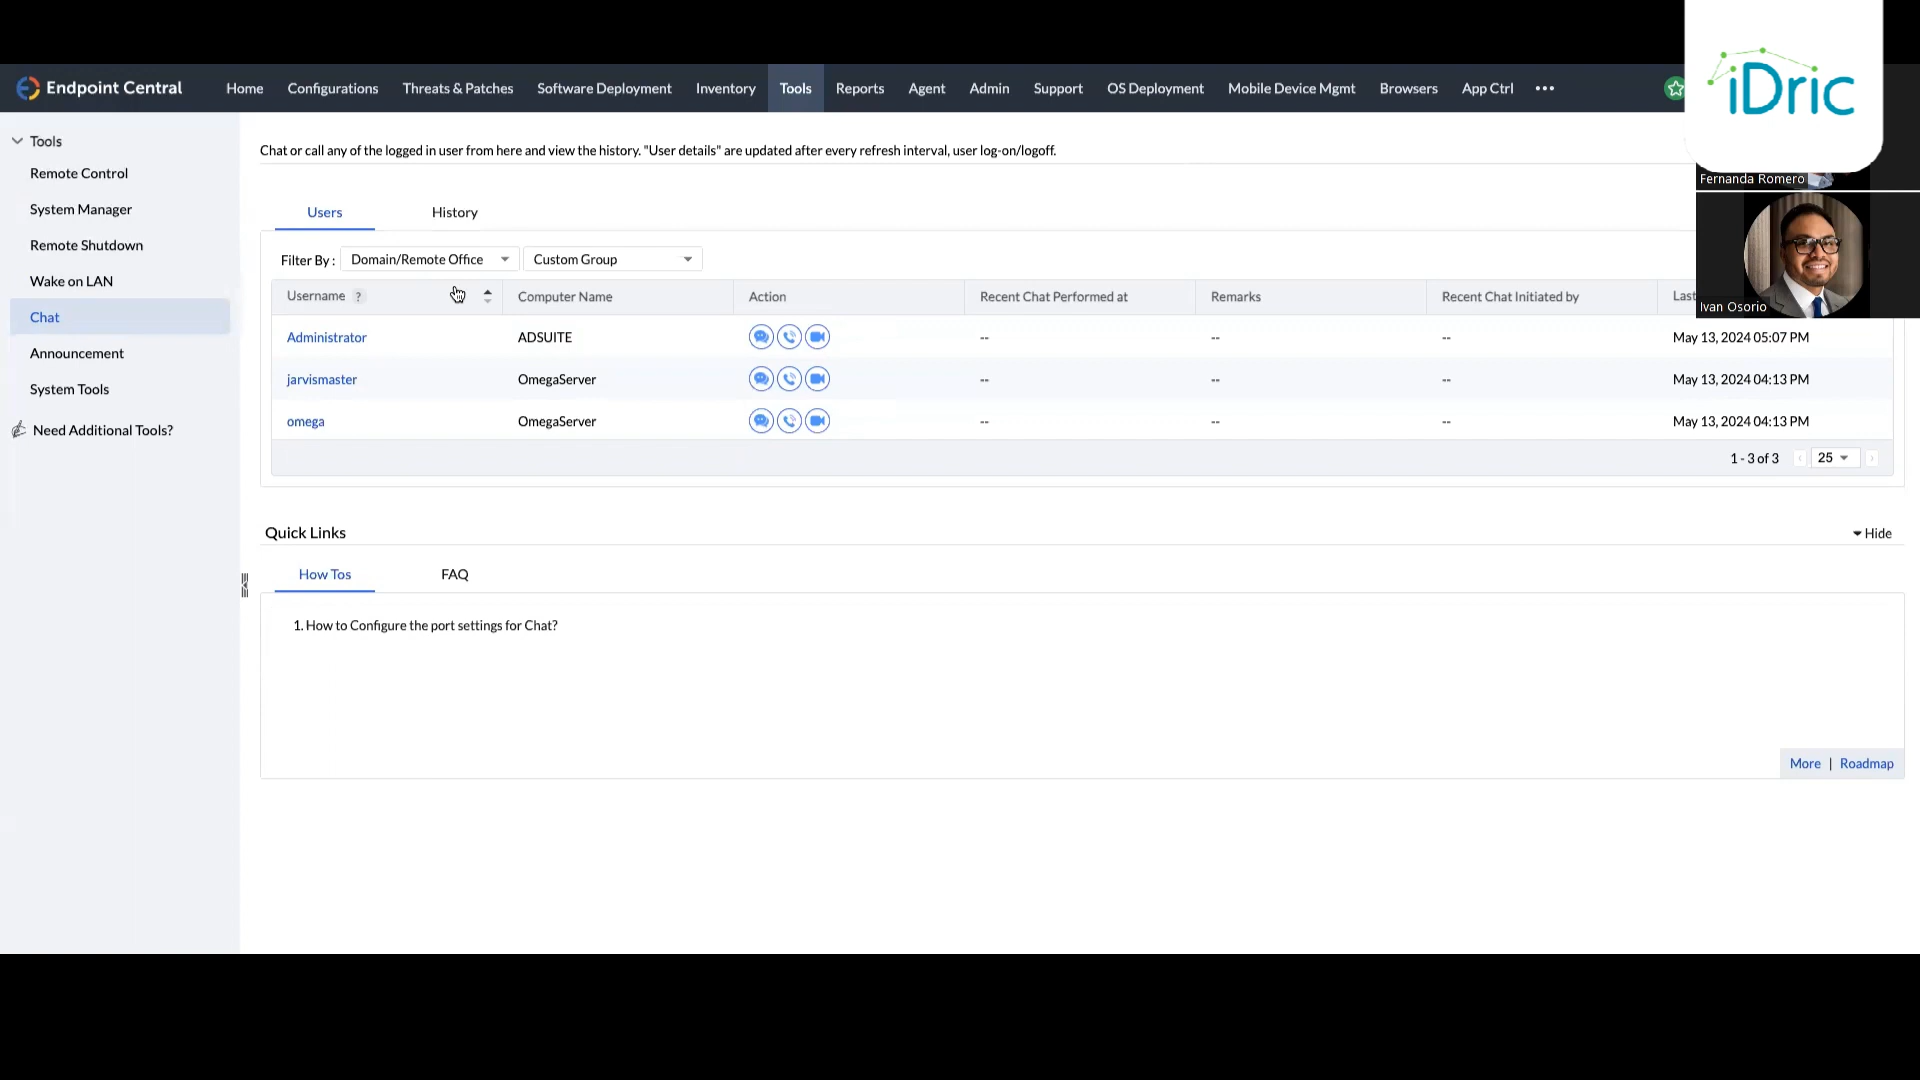 Endpoint Central
Home Configurations Threats & Patches Software Deployment Inventory Tools Reports Agent Admin Support OS Deployment Mobile Device Mgmt Browsers App Ctrl •••
iDric
Fernanda Romero
Ivan Osorio
Tools
Remote Control
System Manager
Remote Shutdown
Wake on LAN
Chat
Announcement
System Tools
Need Additional Tools?
Chat or call any of the logged in user from here and view the history. "User details" are updated after every refresh interval, user log-on/logoff.
Users History
Filter By : Domain/Remote Office Custom Group
Username ? Computer Name Action Recent Chat Performed at Remarks Recent Chat Initiated by Last
Administrator ADSUITE -- -- -- May 13, 2024 05:07 PM
jarvismaster OmegaServer -- -- -- May 13, 2024 04:13 PM
omega OmegaServer -- -- -- May 13, 2024 04:13 PM
1 - 3 of 3 25
Quick Links Hide
How Tos FAQ
1. How to Configure the port settings for Chat?
More | Roadmap